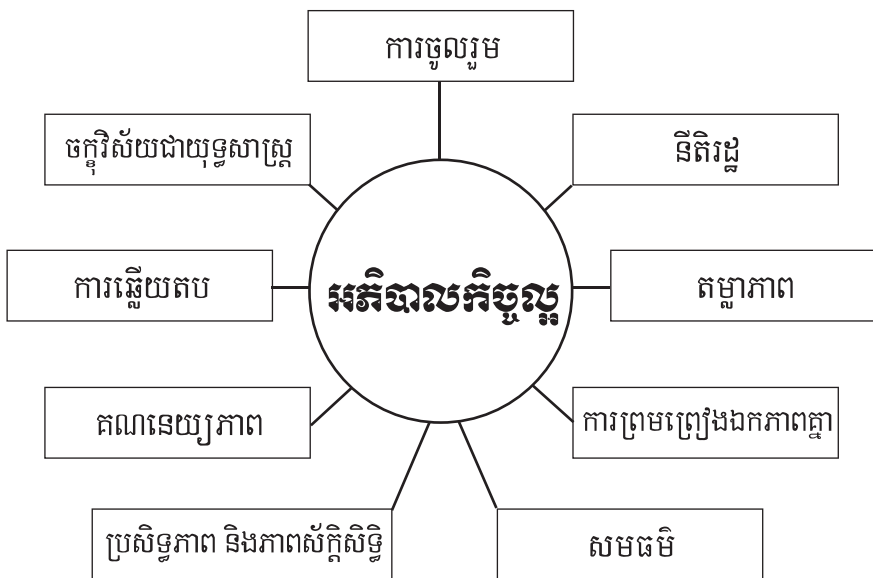 ការចូលរួម
ចក្ខុវិស័យជាយុទ្ធសាស្ត្រ
នីតិរដ្ឋ
អភិបាលកិច្ចល្អ
ការឆ្លើយតប
តម្លាភាព
គណនេយ្យភាព
ការព្រមព្រៀងឯកភាពគ្នា
ប្រសិទ្ធភាព និងភាពស័ក្តិសិទ្ធិ
សមធម៌